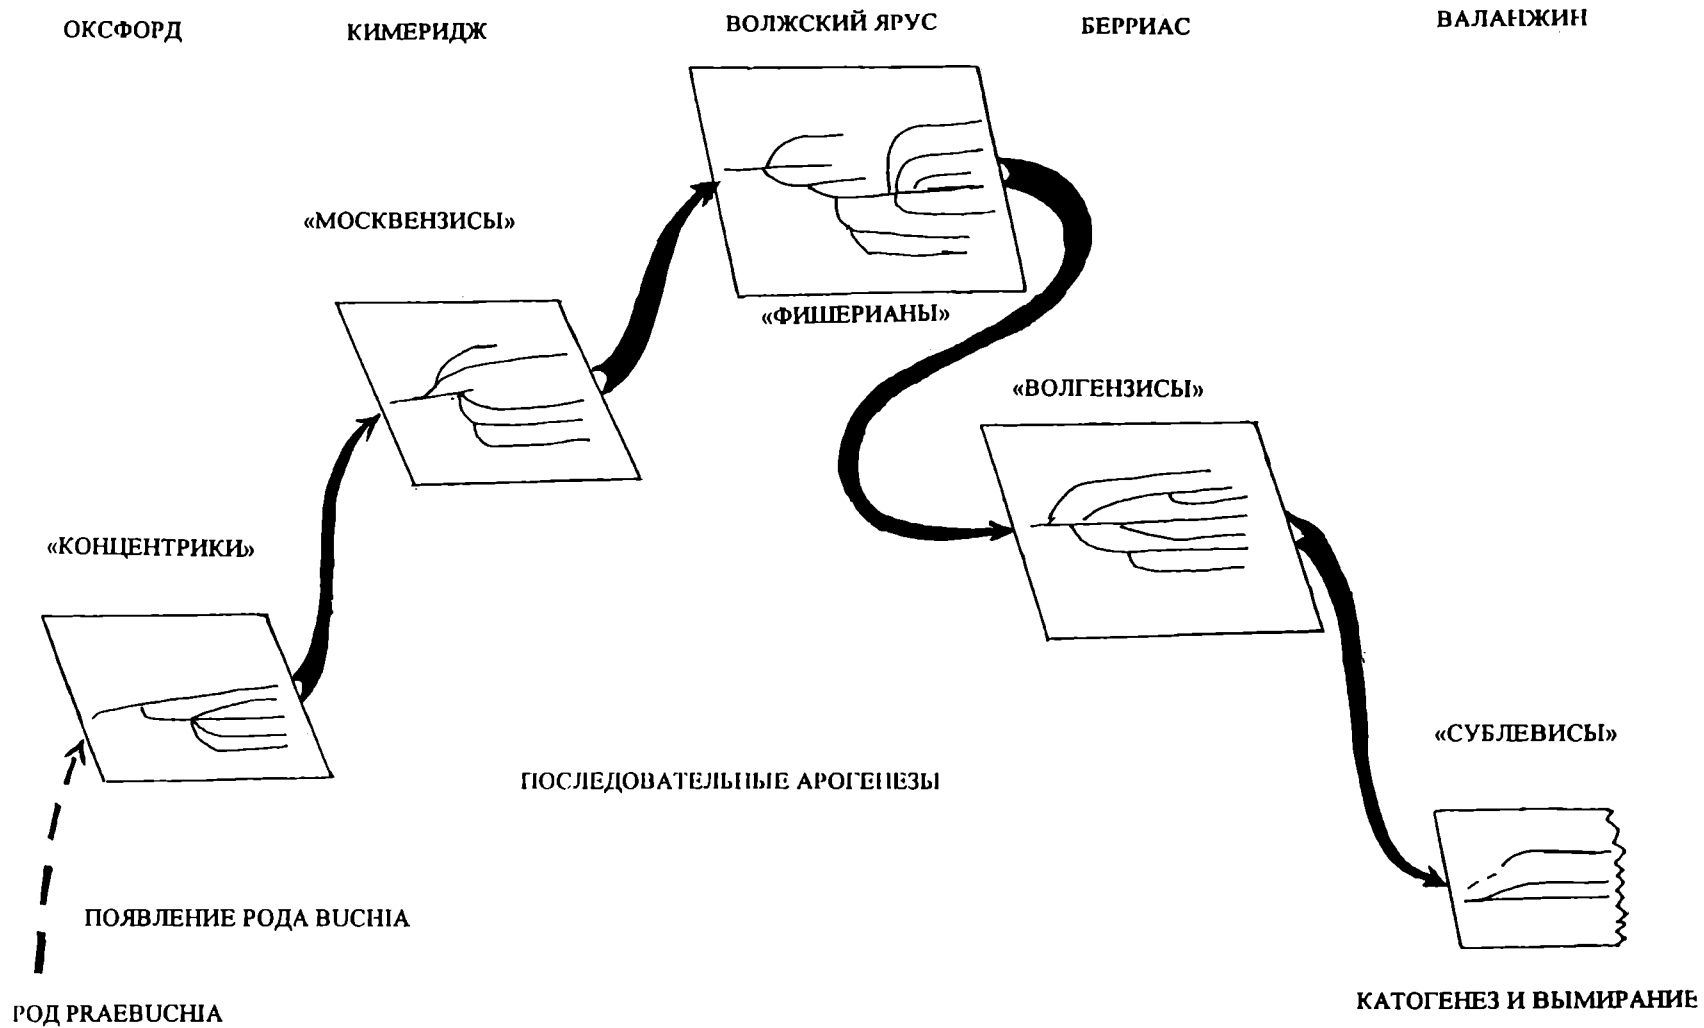 ОКСФОРД
КИМЕРИДЖ
ВОЛЖСКИЙ ЯРУС
БЕРРИАС
ВАЛАНЖИН
«МОСКВЕНЗИСЫ»
«ФИШЕРИАНЫ»
«ВОЛГЕНЗИСЫ»
«КОНЦЕНТРИКИ»
«СУБЛЕВИСЫ»
ПОСЛЕДОВАТЕЛЬНЫЕ АРОГЕНЕЗЫ
ПОЯВЛЕНИЕ РОДА BUCHIA
РОД PRAEBUCHIA
КАТОГЕНЕЗ И ВЫМИРАНИЕ